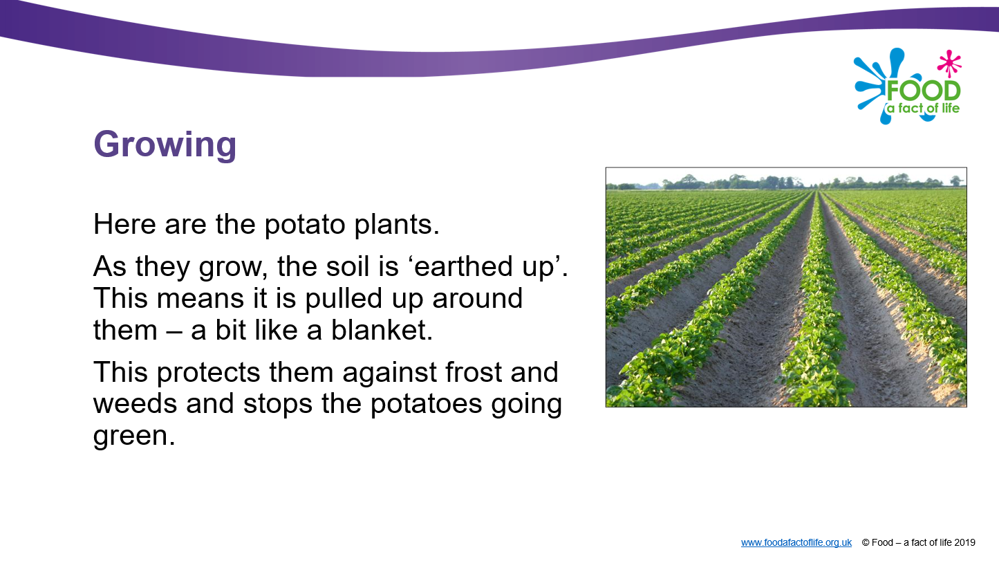 FOOD
a fact of life
Growing
Here are the potato plants.
As they grow, the soil is ‘earthed up’.
This means it is pulled up around
them – a bit like a blanket.
This protects them against frost and
weeds and stops the potatoes going
green.
www.foodafactoflife.org.uk © Food – a fact of life 2019